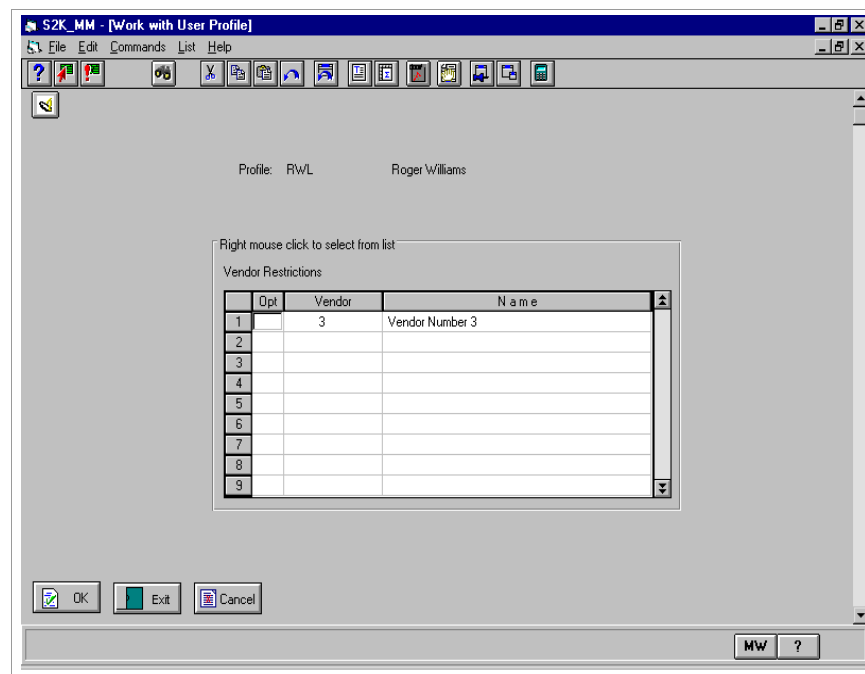 S2K_MM - [Work with User Profile]
File Edit Commands List Help
Profile: RWL Roger Williams
Right mouse click to select from list
Vendor Restrictions
Opt Vendor N a m e
1 3 Vendor Number 3
2
3
4
5
6
7
8
9
OK Exit Cancel
MW ?